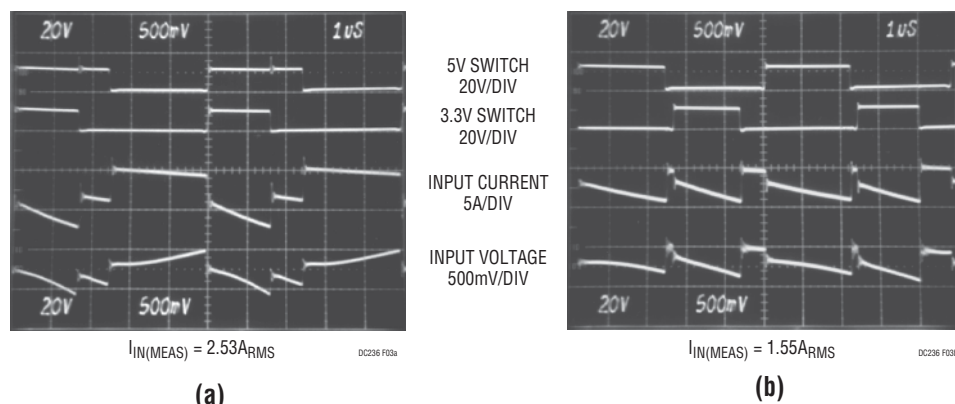 20V 500mV 1uS
20V 500mV
5V SWITCH
20V/DIV
3.3V SWITCH
20V/DIV
INPUT CURRENT
5A/DIV
INPUT VOLTAGE
500mV/DIV
20V 500mV 1uS
20V 500mV
IIN(MEAS) = 2.53ARMS
DC236 F03a
(a)
IIN(MEAS) = 1.55ARMS
(b)